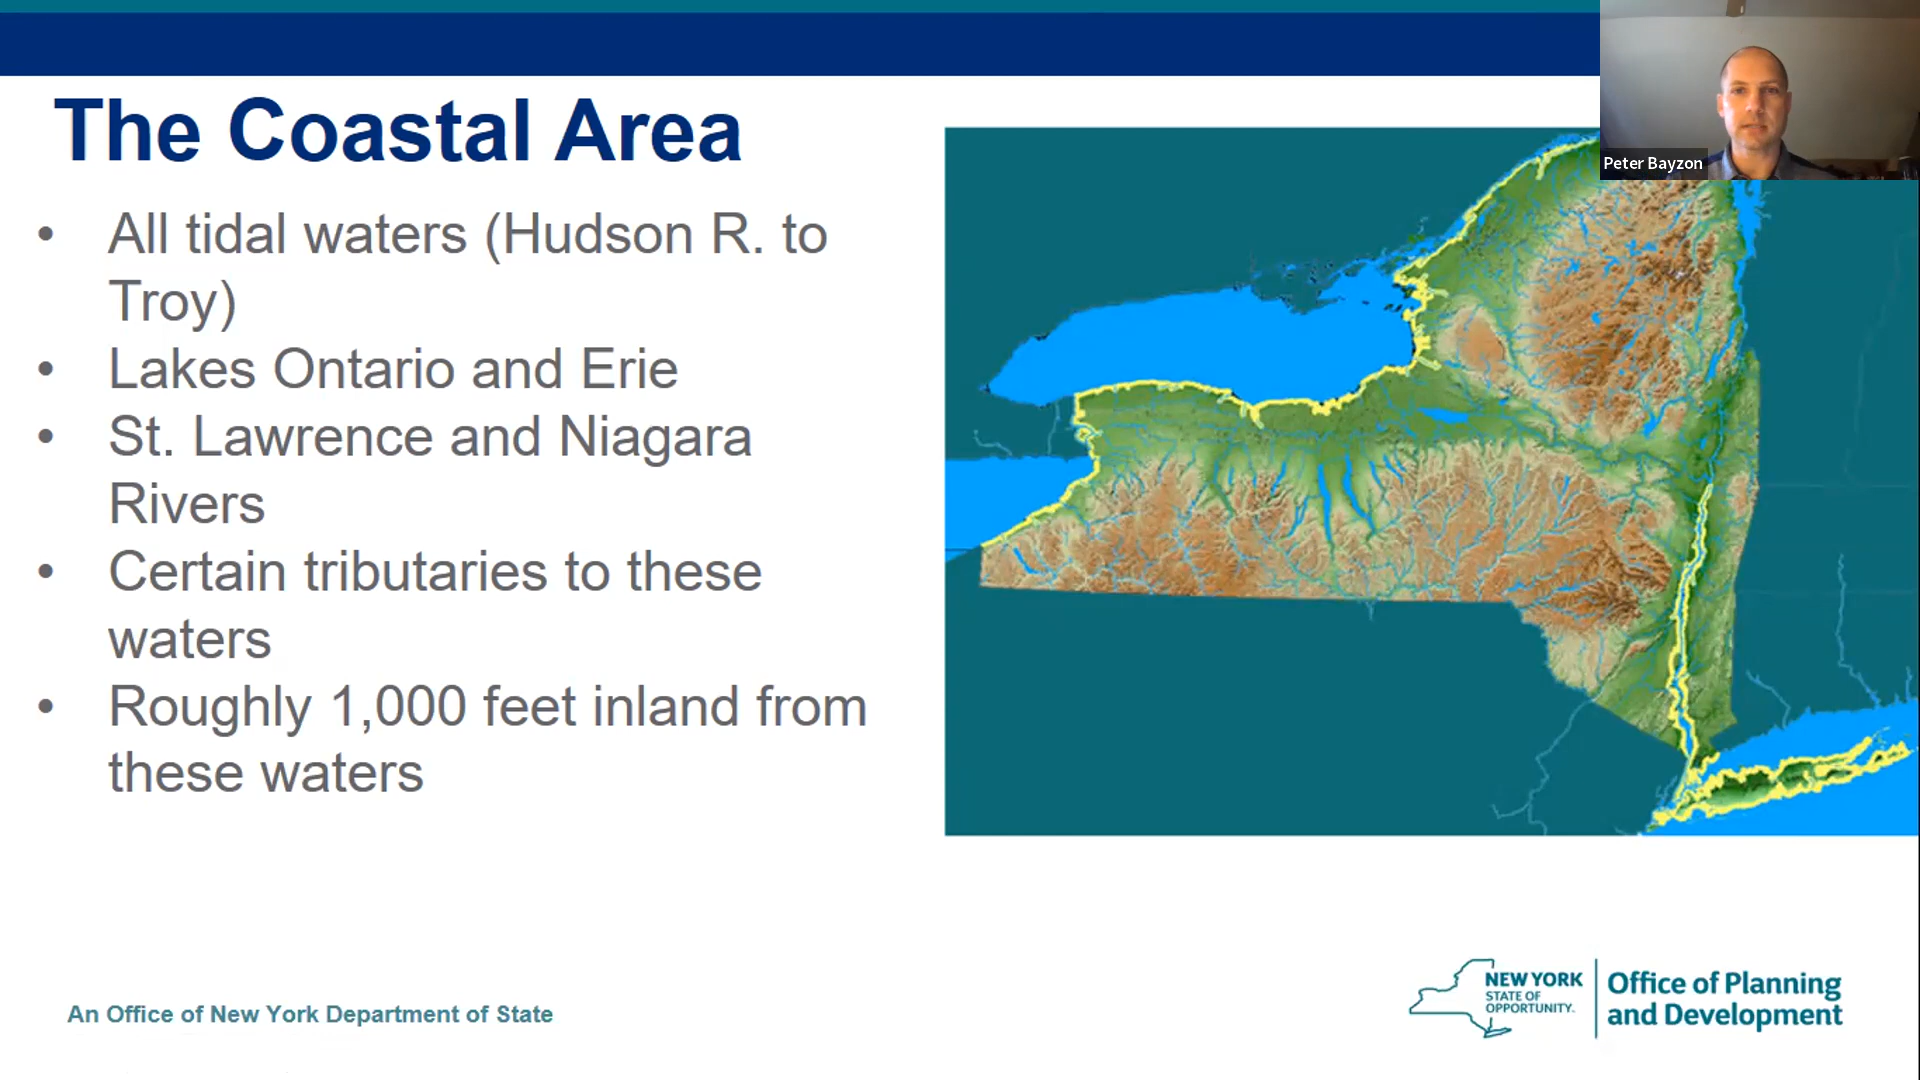 The Coastal Area
• All tidal waters (Hudson R. to
Troy)
• Lakes Ontario and Erie
• St. Lawrence and Niagara
Rivers
• Certain tributaries to these
waters
• Roughly 1,000 feet inland from
these waters
Peter Bayzon
An Office of New York Department of State
NEW YORK
STATE OF
OPPORTUNITY.
Office of Planning
and Development